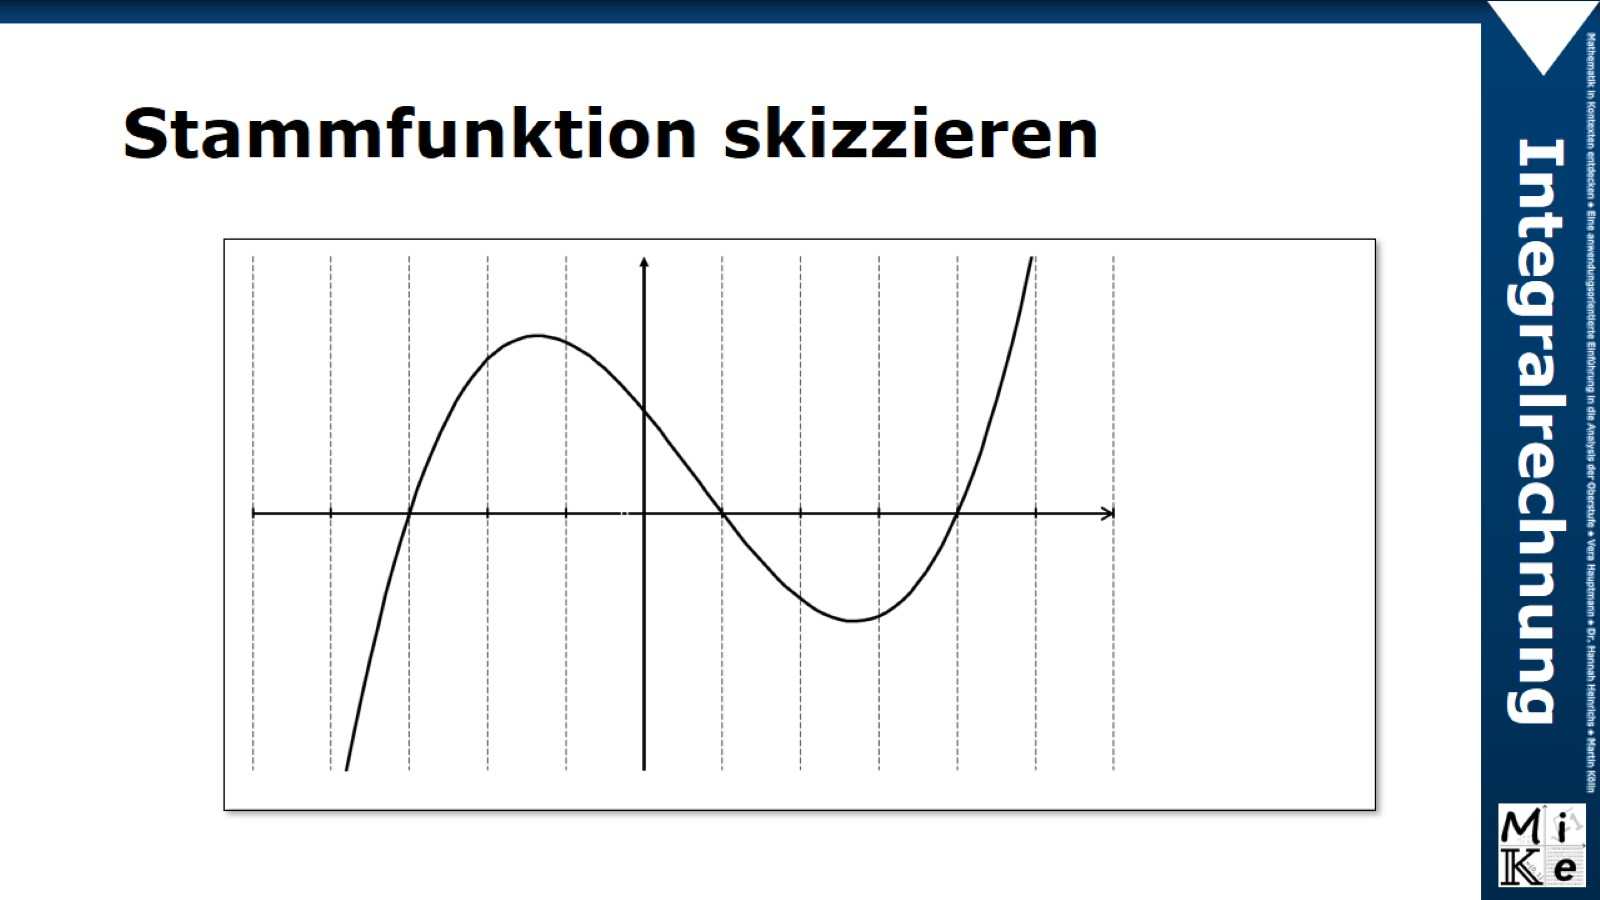 Stammfunktion skizzieren
Integralrechnung
Mathematik in Kontexten entdecken • Eine anwendungsorientierte Einführung in die Analysis der Oberstufe • Vera Hauptmann • Dr. Hannah Heinrichs • Martin Kölln
Mi
Ke